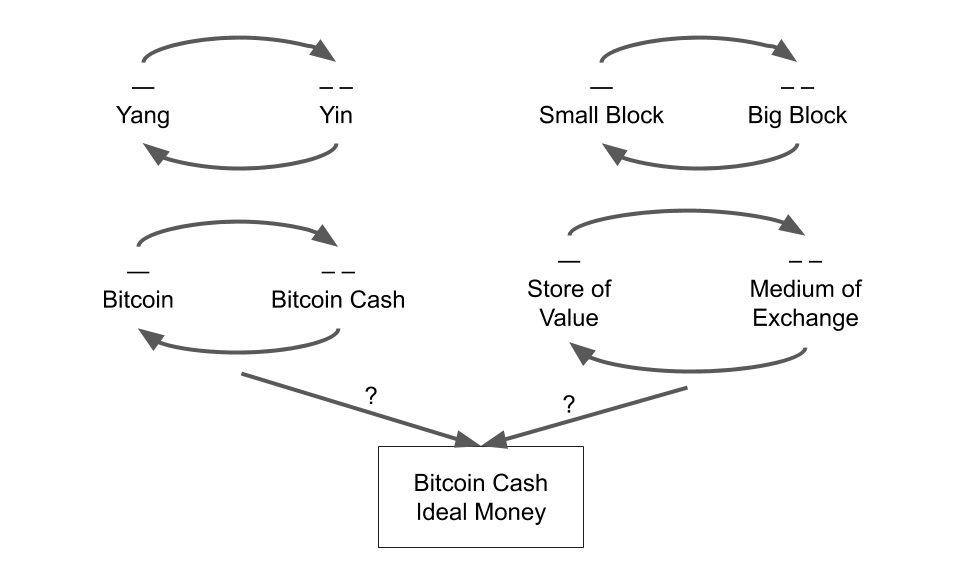 — – –
Yang Yin
— – –
Small Block Big Block
— – –
Bitcoin Bitcoin Cash
— – –
Store of Value
Medium of Exchange
?
?
Bitcoin Cash
Ideal Money